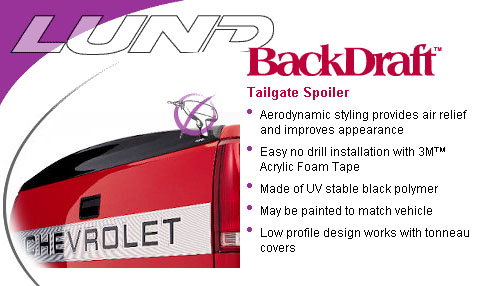 LUND
BackDraft™
Tailgate Spoiler
• Aerodynamic styling provides air relief
and improves appearance
• Easy no drill installation with 3M™
Acrylic Foam Tape
• Made of UV stable black polymer
• May be painted to match vehicle
• Low profile design works with tonneau
covers
CHEVROLET